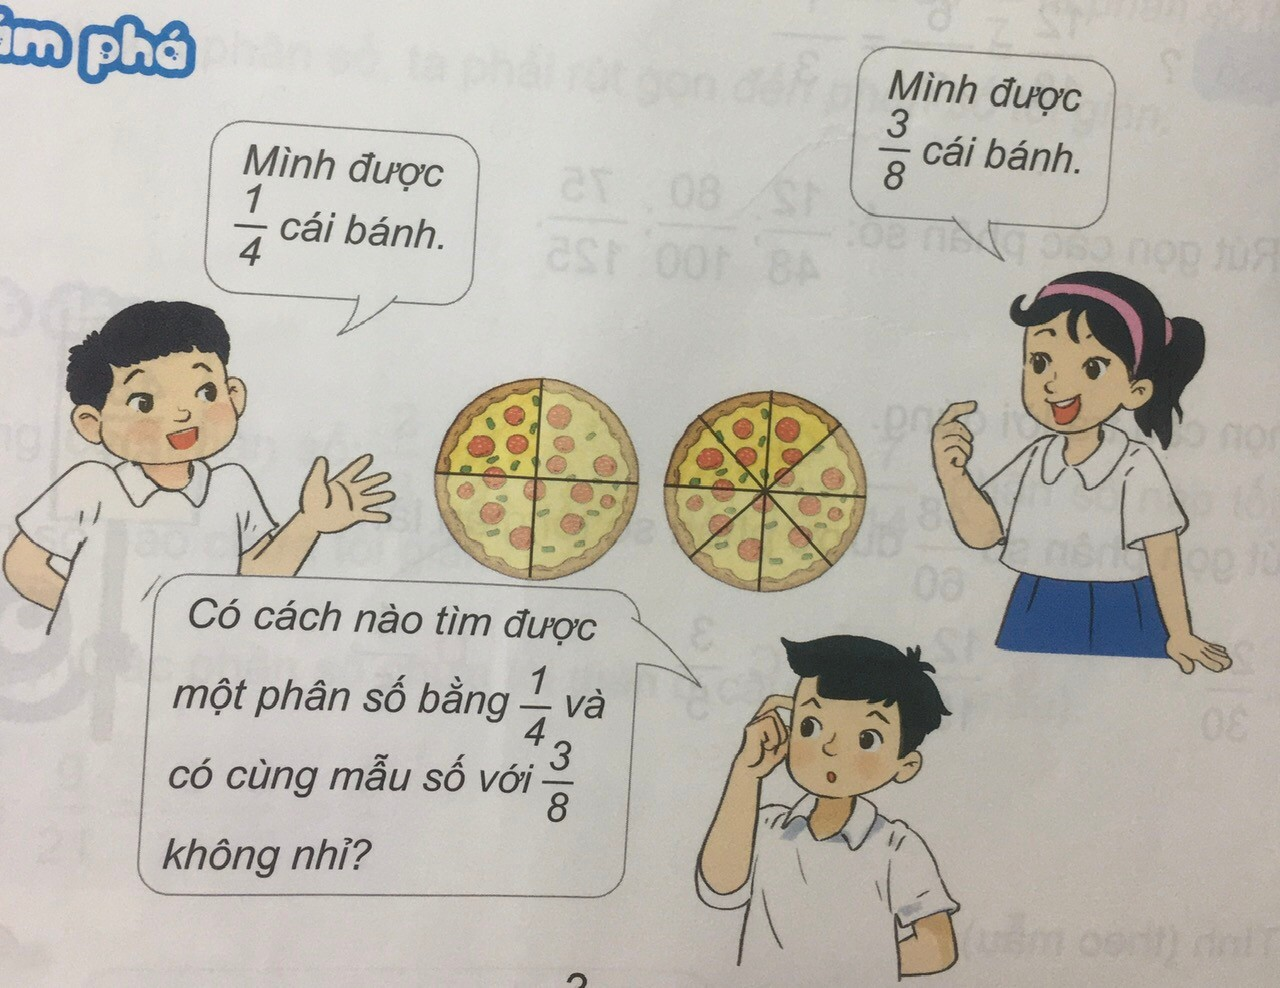 ám phá
Mình được
1/4 cái bánh.
Mình được
3/8 cái bánh.
Có cách nào tìm được
một phân số bằng 1/4 và
có cùng mẫu số với 3/8
không nhỉ?